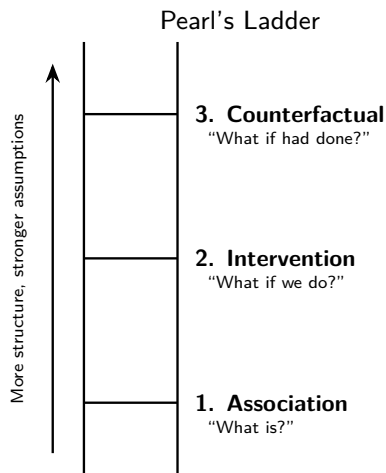 Pearl's Ladder
3. Counterfactual
“What if had done?”
2. Intervention
“What if we do?”
1. Association
“What is?”
More structure, stronger assumptions